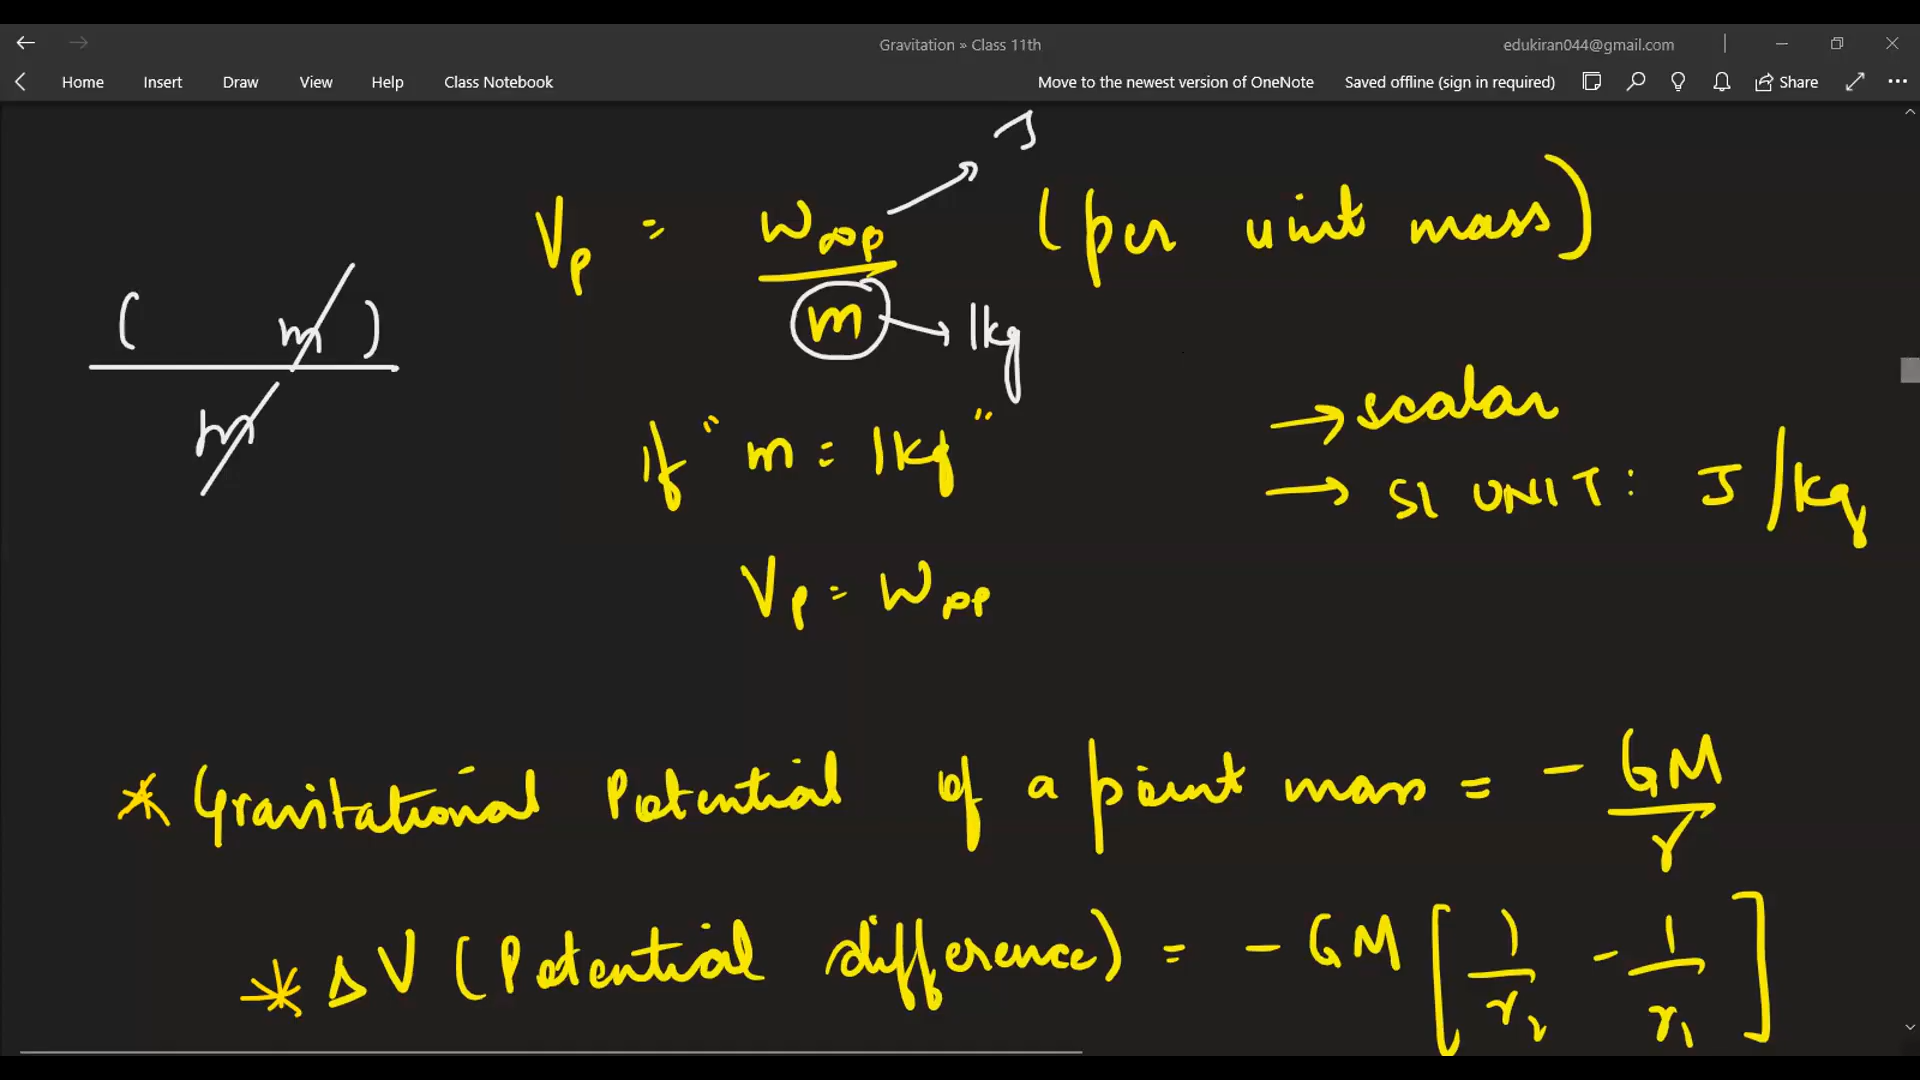 Gravitation » Class 11th
edukiran044@gmail.com
Home Insert Draw View Help Class Notebook
Move to the newest version of OneNote Saved offline (sign in required) Share
J
Vp = W∞p / m (per unit mass)
( m ) / m
1kg
If "m = 1kg"
→ scalar
→ SI UNIT : J/kg
Vp = W∞p
* Gravitational Potential of a point mass = - GM/r
* ΔV (Potential difference) = - GM [ 1/r₂ - 1/r₁ ]